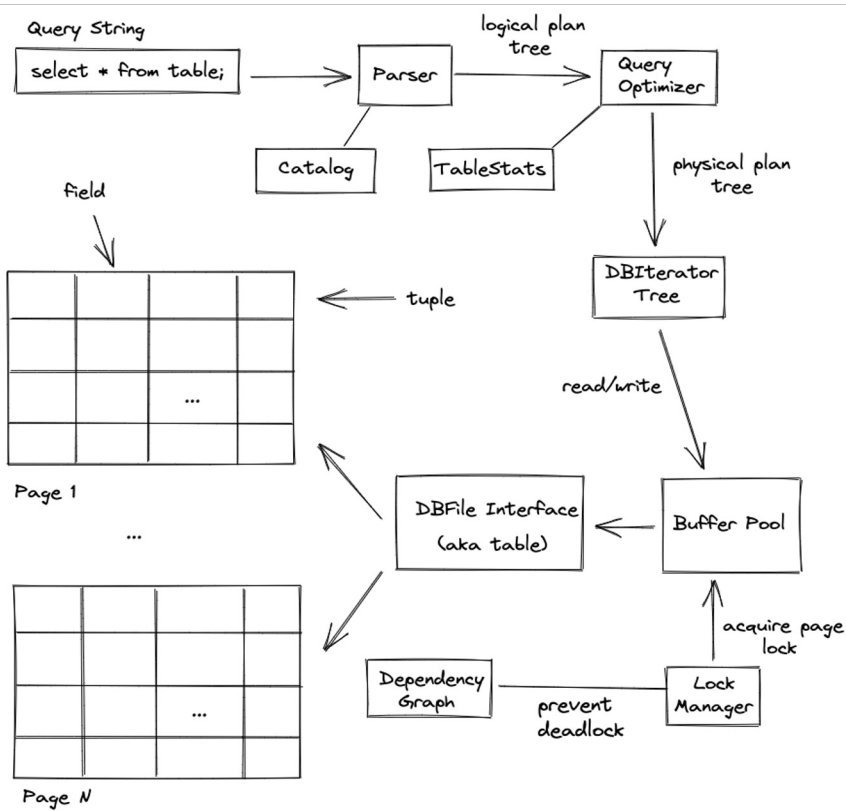 Query String
select * from table;
Parser
logical plan
tree
Query
Optimizer
Catalog
TableStats
physical plan
tree
field
DBIterator
Tree
tuple
read/write
...
Page 1
DBFile Interface
(aka table)
Buffer Pool
...
acquire page
lock
Dependency
Graph
prevent
deadlock
Lock
Manager
...
Page N